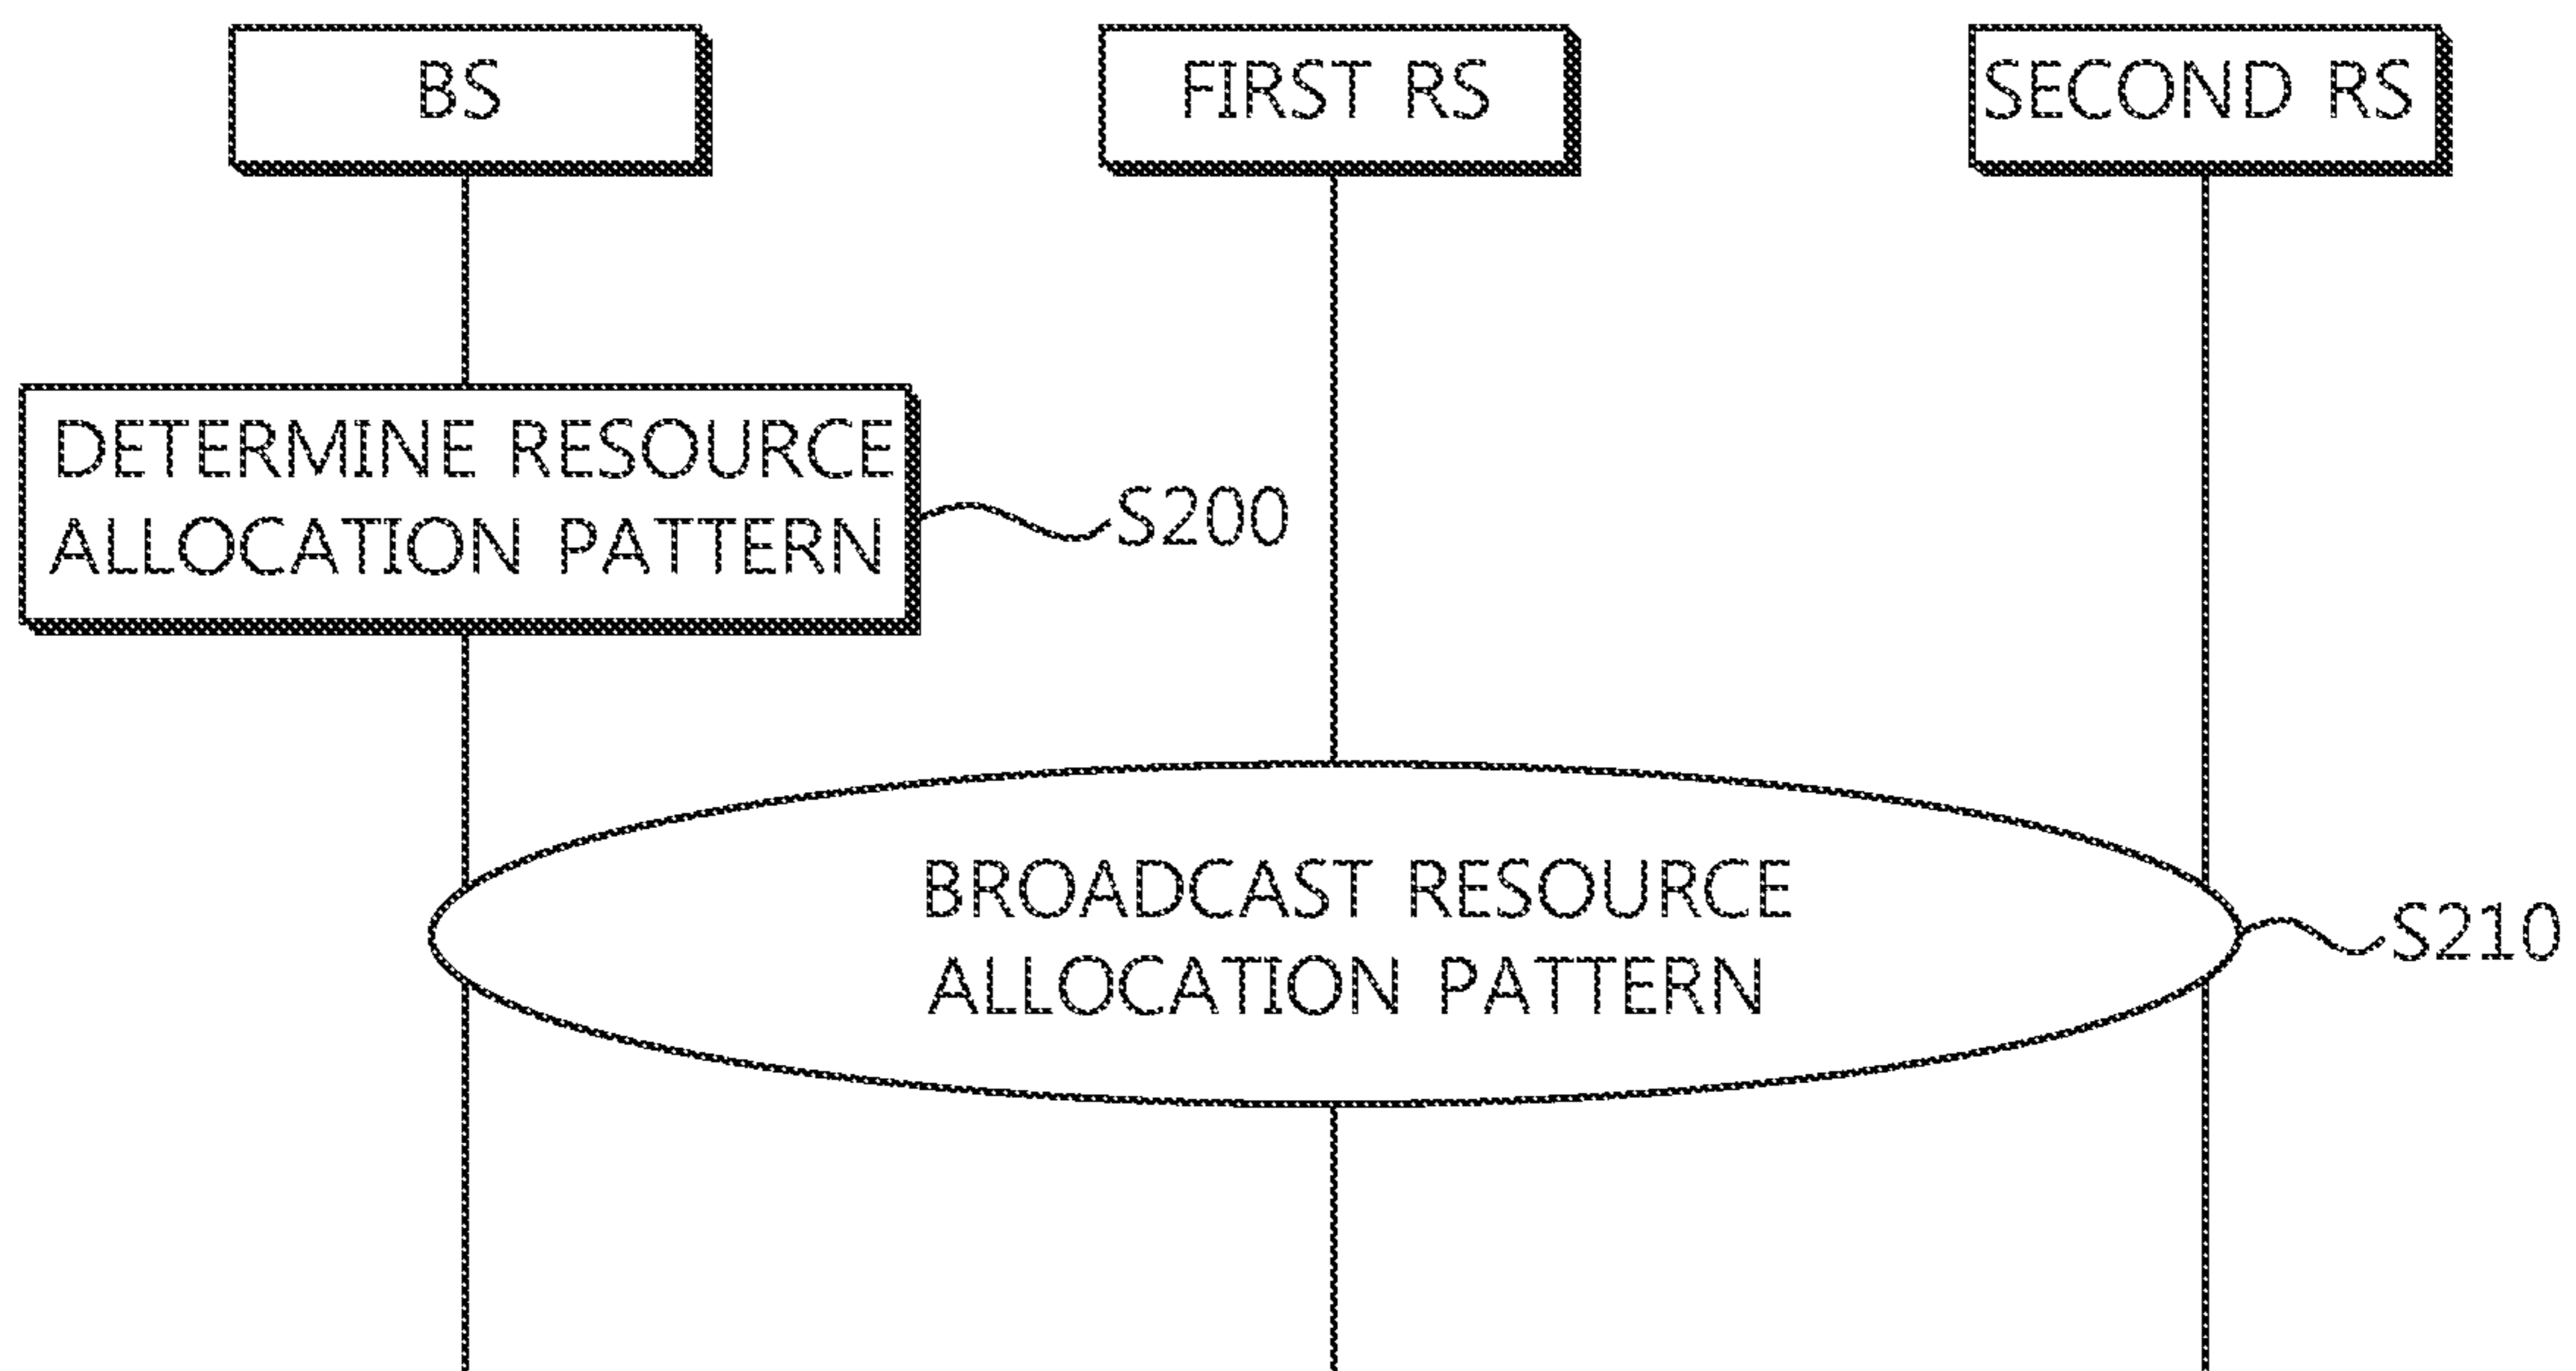 BS
FIRST RS
SECOND RS
DETERMINE RESOURCE
ALLOCATION PATTERN
S200
BROADCAST RESOURCE
ALLOCATION PATTERN
S210